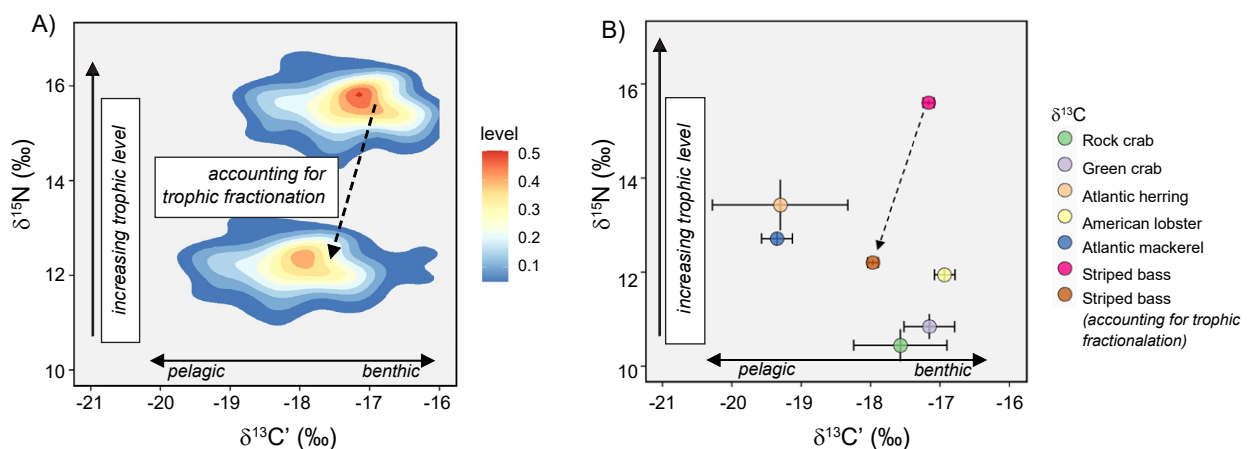 A)
δ15N (‰)
16
14
12
10
increasing trophic level
accounting for
trophic fractionation
pelagic
benthic
-21
-20
-19
-18
-17
-16
δ13C’ (‰)
level
0.5
0.4
0.3
0.2
0.1
B)
δ15N (‰)
16
14
12
10
increasing trophic level
pelagic
benthic
-21
-20
-19
-18
-17
-16
δ13C’ (‰)
δ13C
Rock crab
Green crab
Atlantic herring
American lobster
Atlantic mackerel
Striped bass
Striped bass
(accounting for trophic
fractionalation)